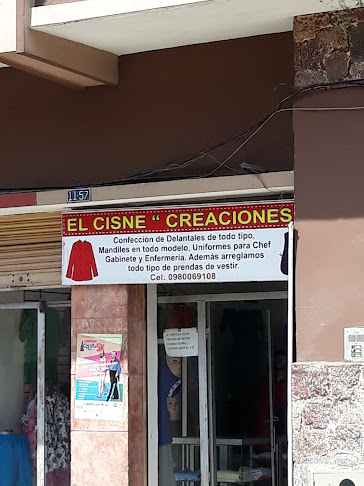 11-57
EL CISNE “ CREACIONES
Confección de Delantales de todo tipo,
Mandiles en todo modelo, Uniformes para Chef
Gabinete y Enfermería. Además arreglamos
todo tipo de prendas de vestir.
Cel: 0980069108